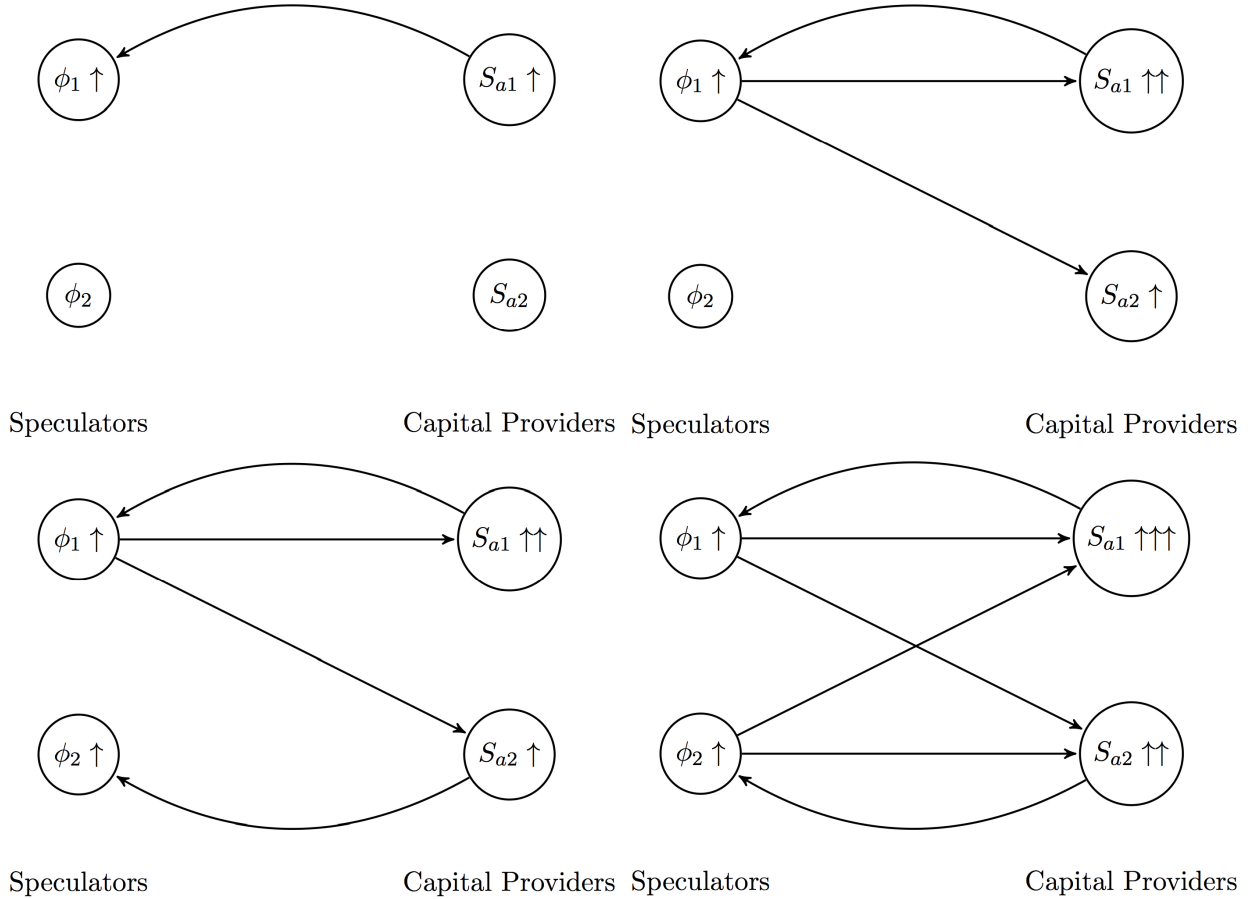 ϕ₁ ↑ Sₐ₁ ↑
ϕ₂ Sₐ₂
Speculators Capital Providers
ϕ₁ ↑ Sₐ₁ ↑↑
ϕ₂ Sₐ₂ ↑
Speculators Capital Providers
ϕ₁ ↑ Sₐ₁ ↑↑
ϕ₂ ↑ Sₐ₂ ↑
Speculators Capital Providers
ϕ₁ ↑ Sₐ₁ ↑↑↑
ϕ₂ ↑ Sₐ₂ ↑↑
Speculators Capital Providers